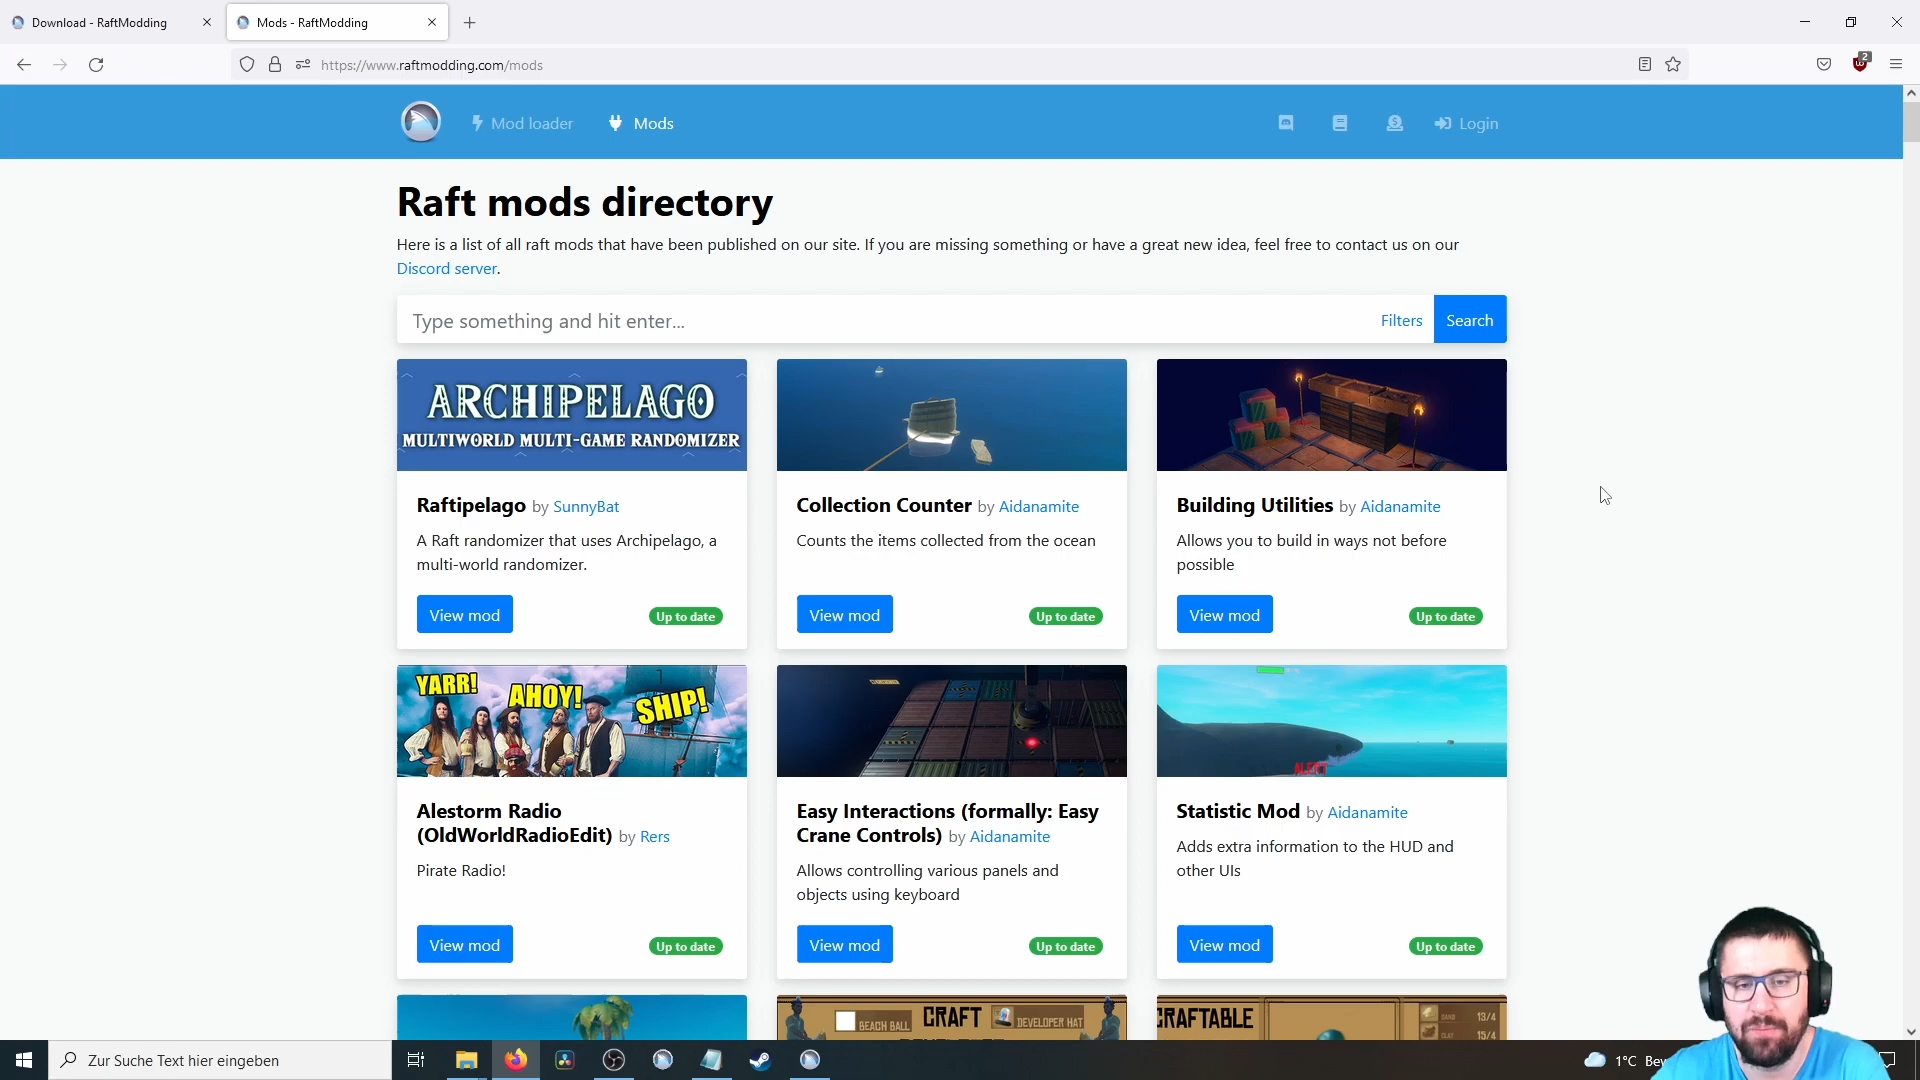 Download - RaftModding
Mods - RaftModding
https://www.raftmodding.com/mods
2
Mod loader
Mods
Login
Raft mods directory
Here is a list of all raft mods that have been published on our site. If you are missing something or have a great new idea, feel free to contact us on our
Discord server.
Type something and hit enter...
Filters
Search
ARCHIPELAGO
MULTIWORLD MULTI-GAME RANDOMIZER
Raftipelago by SunnyBat
A Raft randomizer that uses Archipelago, a
multi-world randomizer.
View mod
Up to date
Collection Counter by Aidanamite
Counts the items collected from the ocean
View mod
Up to date
Building Utilities by Aidanamite
Allows you to build in ways not before
possible
View mod
Up to date
YARR!
AHOY!
SHIP!
Alestorm Radio
(OldWorldRadioEdit) by Rers
Pirate Radio!
View mod
Up to date
Easy Interactions (formally: Easy
Crane Controls) by Aidanamite
Allows controlling various panels and
objects using keyboard
View mod
Up to date
ALERT
Statistic Mod by Aidanamite
Adds extra information to the HUD and
other UIs
View mod
Up to date
BEACH BALL
CRAFT
DEVELOPER HAT
CRAFTABLE
SAND 13/4
CLAY 15/4
Zur Suche Text hier eingeben
1°C Bew